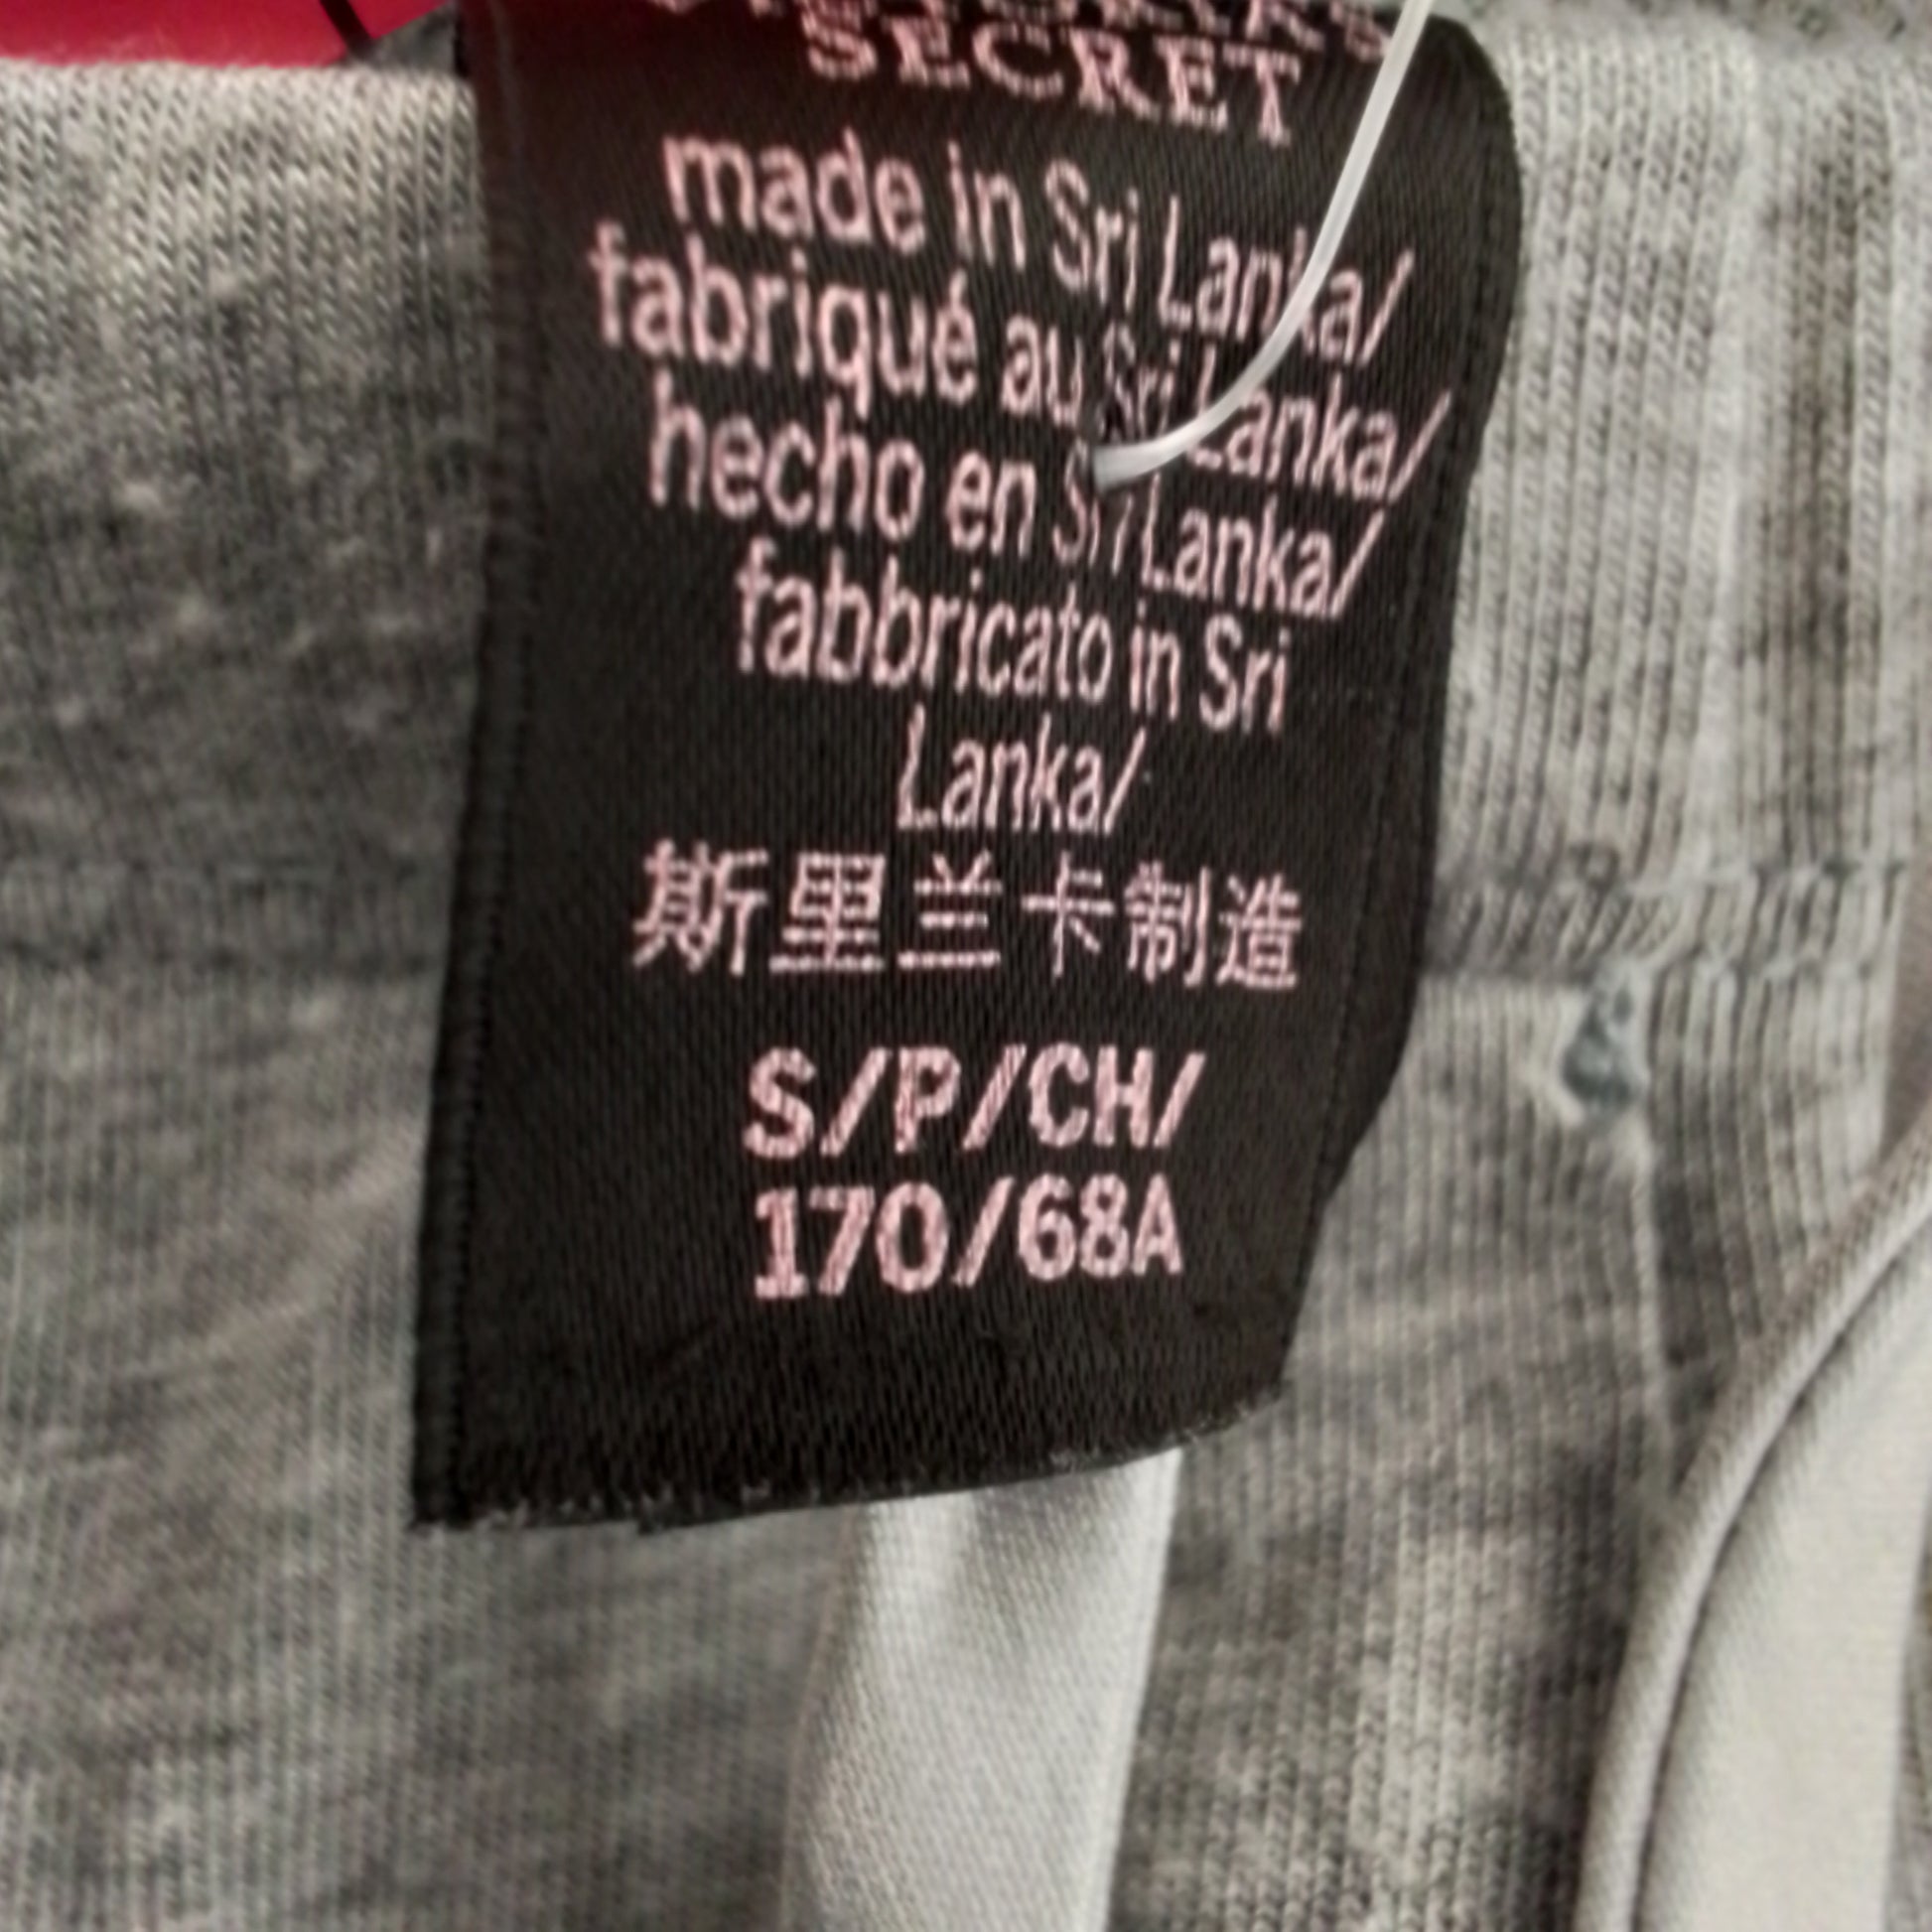 SECRET
made in Sri Lanka/
fabriqué au Sri Lanka/
hecho en Sri Lanka/
fabbricato in Sri
Lanka/
斯里兰卡制造
S/P/CH/
170/68A